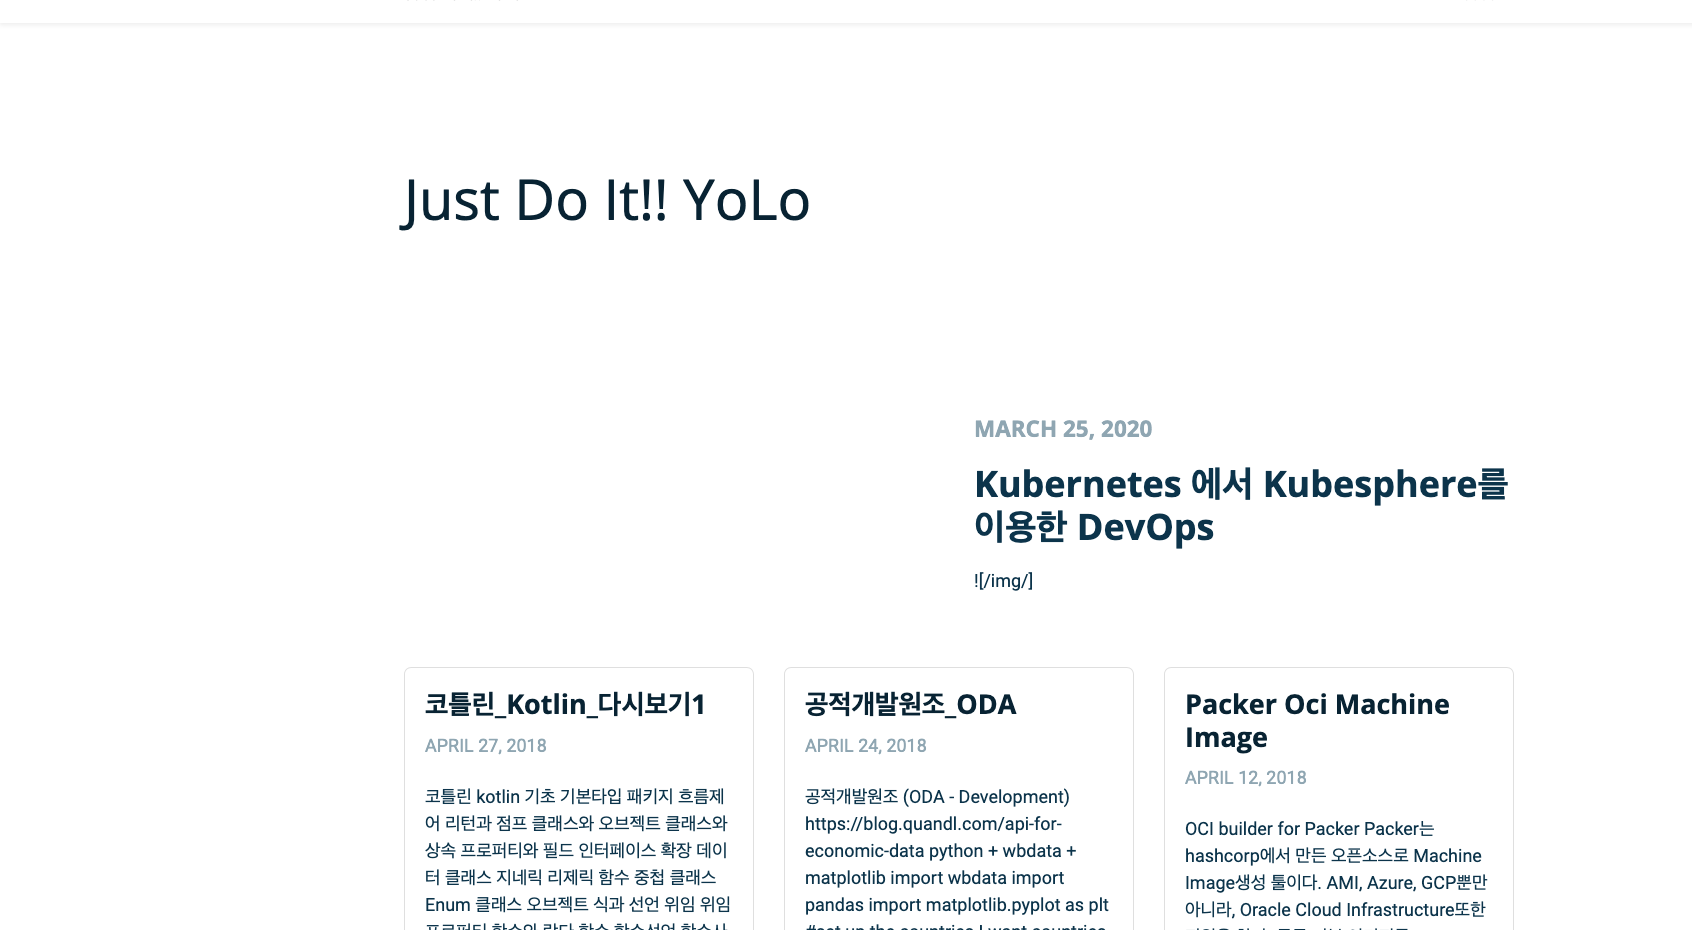 Just Do It!! YoLo
MARCH 25, 2020
Kubernetes 에서 Kubesphere를
이용한 DevOps
![/img/]
코틀린_Kotlin_다시보기1
APRIL 27, 2018
코틀린 kotlin 기초 기본타입 패키지 흐름제
어 리턴과 점프 클래스와 오브젝트 클래스와
상속 프로퍼티와 필드 인터페이스 확장 데이
터 클래스 지네릭 리제릭 함수 중첩 클래스
Enum 클래스 오브젝트 식과 선언 위임 위임
공적개발원조_ODA
APRIL 24, 2018
공적개발원조 (ODA - Development)
https://blog.quandl.com/api-for-
economic-data python + wbdata +
matplotlib import wbdata import
pandas import matplotlib.pyplot as plt
Packer Oci Machine
Image
APRIL 12, 2018
OCI builder for Packer Packer는
hashcorp에서 만든 오픈소스로 Machine
Image생성 툴이다. AMI, Azure, GCP뿐만
아니라, Oracle Cloud Infrastructure또한